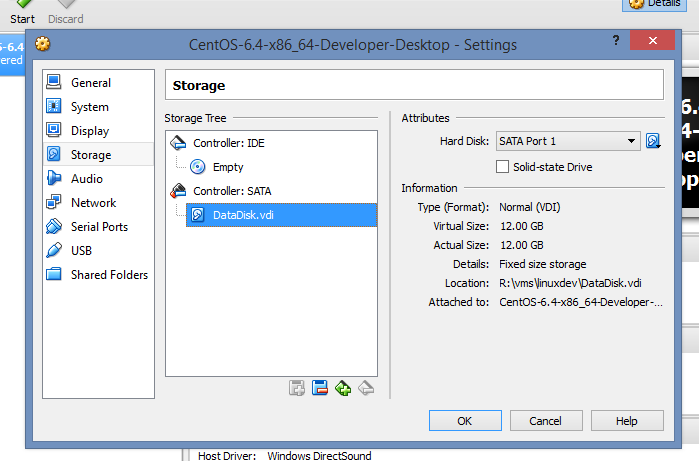 Start Discard
Details
CentOS-6.4-x86_64-Developer-Desktop - Settings
?
General
System
Display
Storage
Audio
Network
Serial Ports
USB
Shared Folders
Storage
Storage Tree
Controller: IDE
Empty
Controller: SATA
DataDisk.vdi
Attributes
Hard Disk: SATA Port 1
Solid-state Drive
Information
Type (Format): Normal (VDI)
Virtual Size: 12.00 GB
Actual Size: 12.00 GB
Details: Fixed size storage
Location: R:\vms\linuxdev\DataDisk.vdi
Attached to: CentOS-6.4-x86_64-Developer-...
OK Cancel Help
Host Driver: Windows DirectSound